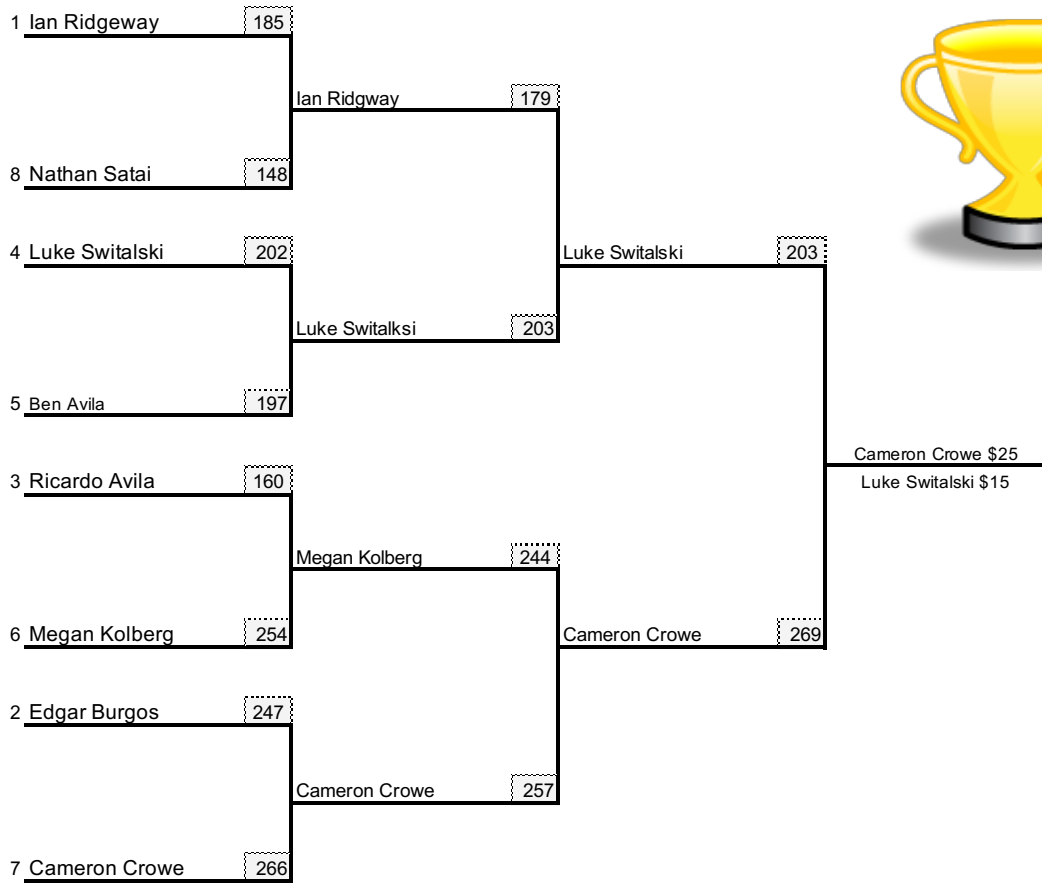 1 Ian Ridgeway 185
Ian Ridgway 179
8 Nathan Satai 148
4 Luke Switalski 202
Luke Switalski 203
Luke Switalksi 203
5 Ben Avila 197
Cameron Crowe $25
3 Ricardo Avila 160
Luke Switalski $15
Megan Kolberg 244
6 Megan Kolberg 254
Cameron Crowe 269
2 Edgar Burgos 247
Cameron Crowe 257
7 Cameron Crowe 266